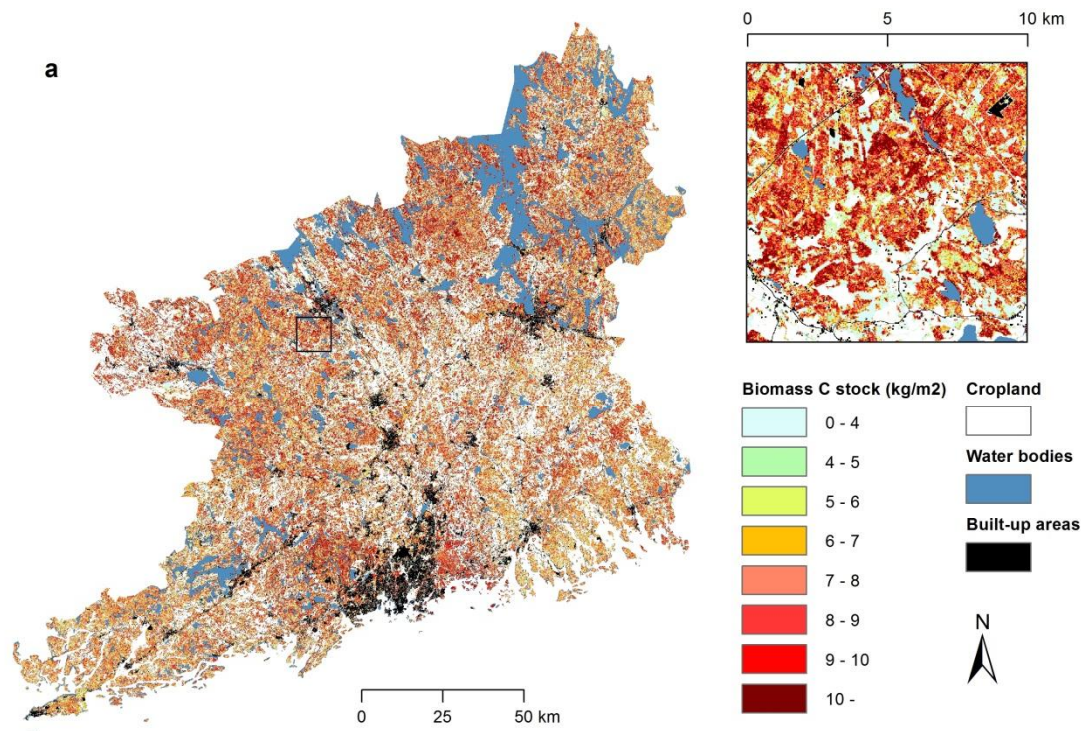 a
0 5 10 km
Biomass C stock (kg/m2)
0 - 4
4 - 5
5 - 6
6 - 7
7 - 8
8 - 9
9 - 10
10 -
Cropland
Water bodies
Built-up areas
N
0 25 50 km